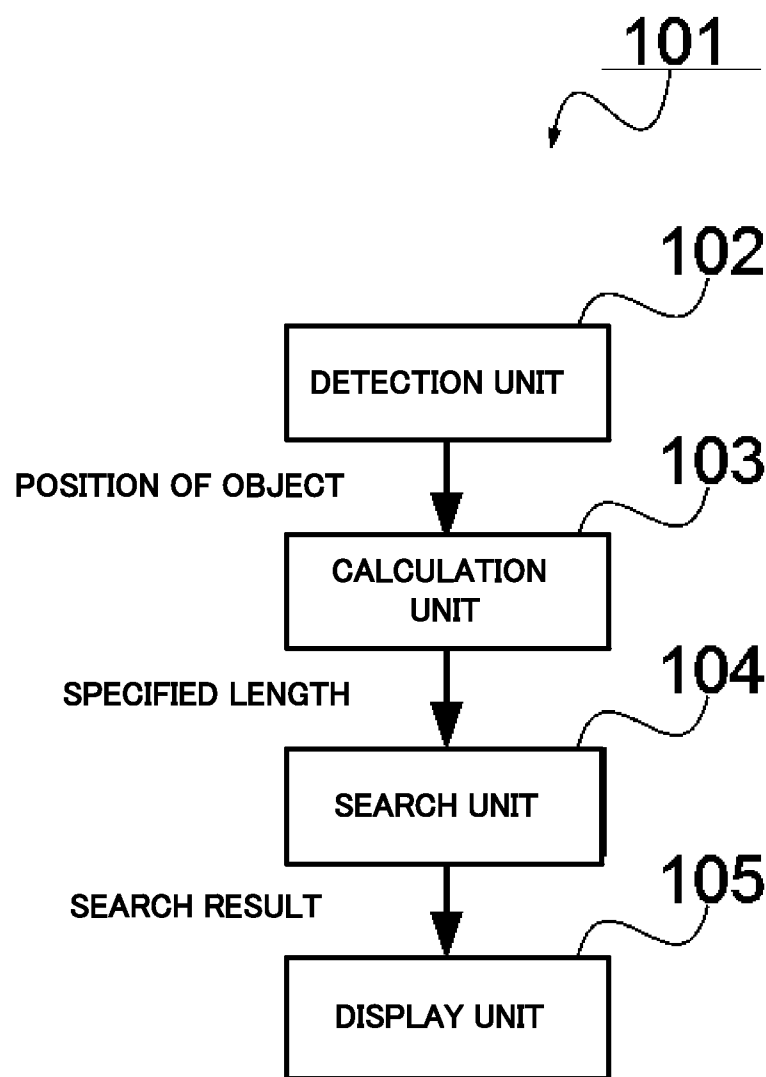 101
102
DETECTION UNIT
103
POSITION OF OBJECT
CALCULATION
UNIT
104
SPECIFIED LENGTH
SEARCH UNIT
105
SEARCH RESULT
DISPLAY UNIT